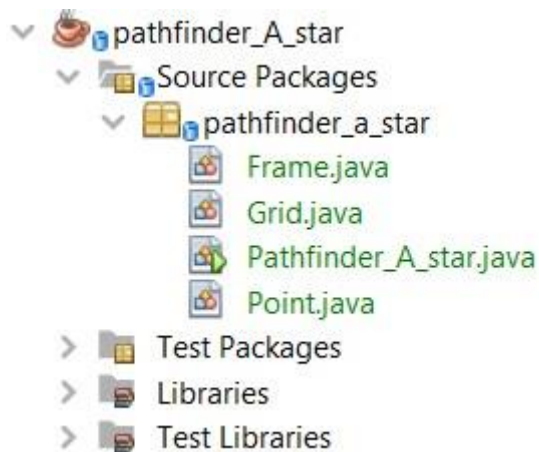 pathfinder_A_star
Source Packages
pathfinder_a_star
Frame.java
Grid.java
Pathfinder_A_star.java
Point.java
Test Packages
Libraries
Test Libraries